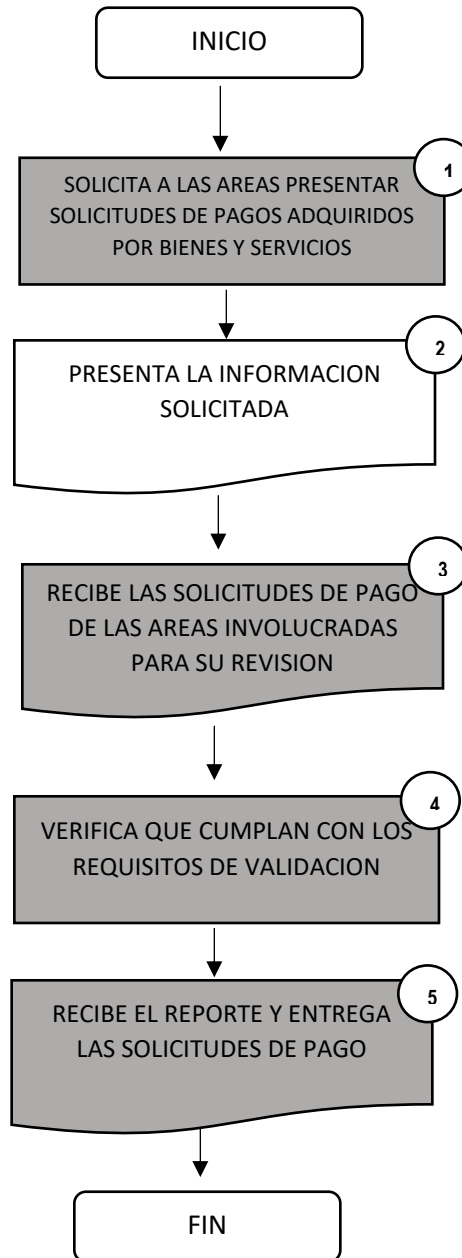 INICIO
1
SOLICITA A LAS AREAS PRESENTAR
SOLICITUDES DE PAGOS ADQUIRIDOS
POR BIENES Y SERVICIOS
2
PRESENTA LA INFORMACION
SOLICITADA
3
RECIBE LAS SOLICITUDES DE PAGO
DE LAS AREAS INVOLUCRADAS
PARA SU REVISION
4
VERIFICA QUE CUMPLAN CON LOS
REQUISITOS DE VALIDACION
5
RECIBE EL REPORTE Y ENTREGA
LAS SOLICITUDES DE PAGO
FIN